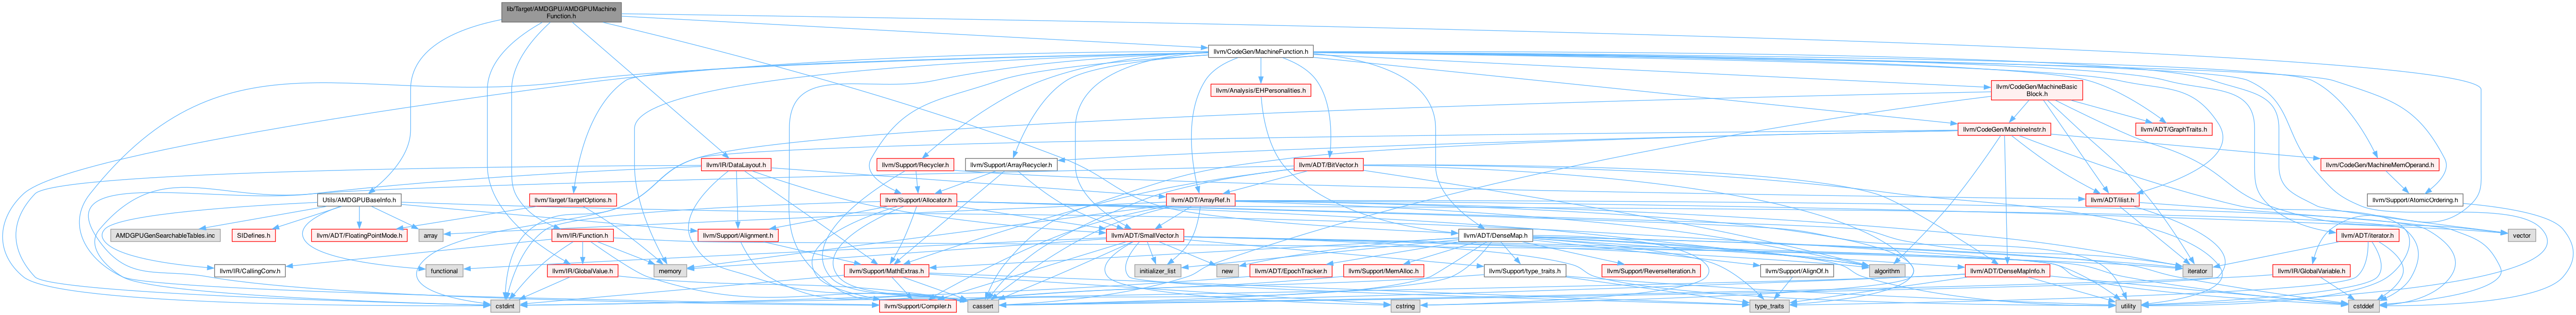 lib/Target/AMDGPU/AMDGPUMachine
Function.h
llvm/CodeGen/MachineFunction.h
llvm/Analysis/EHPersonalities.h
llvm/CodeGen/MachineBasic
Block.h
llvm/CodeGen/MachineInstr.h
llvm/ADT/GraphTraits.h
llvm/IR/DataLayout.h
llvm/Support/Recycler.h
llvm/Support/ArrayRecycler.h
llvm/ADT/BitVector.h
llvm/CodeGen/MachineMemOperand.h
Utils/AMDGPUBaseInfo.h
llvm/Target/TargetOptions.h
llvm/Support/Allocator.h
llvm/ADT/ArrayRef.h
llvm/ADT/ilist.h
llvm/Support/AtomicOrdering.h
AMDGPUGenSearchableTables.inc
SIDefines.h
llvm/ADT/FloatingPointMode.h
array
llvm/IR/Function.h
llvm/Support/Alignment.h
llvm/ADT/SmallVector.h
llvm/ADT/DenseMap.h
llvm/ADT/iterator.h
vector
llvm/IR/CallingConv.h
functional
llvm/IR/GlobalValue.h
memory
llvm/Support/MathExtras.h
initializer_list
new
llvm/ADT/EpochTracker.h
llvm/Support/MemAlloc.h
llvm/Support/type_traits.h
llvm/Support/ReverseIteration.h
llvm/Support/AlignOf.h
algorithm
llvm/ADT/DenseMapInfo.h
iterator
llvm/IR/GlobalVariable.h
cstdint
llvm/Support/Compiler.h
cassert
cstring
type_traits
utility
cstddef